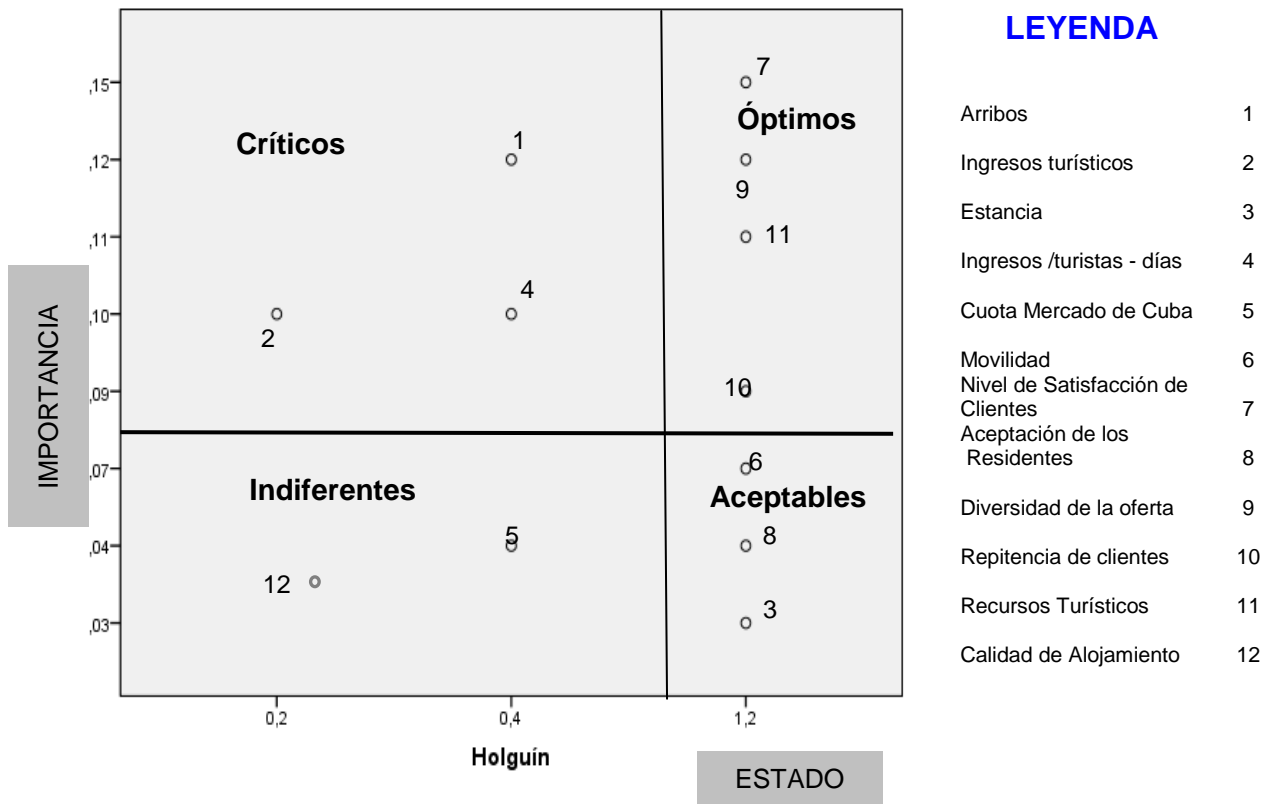 LEYENDA
7
,15
Críticos
Óptimos
1
,12
9
,11
11
4
,10
2
10
,09
IMPORTANCIA
6
,07
Indiferentes
Aceptables
5
8
,04
12
3
,03
0,2
0,4
1,2
Holguín
ESTADO
Arribos 1
Ingresos turísticos 2
Estancia 3
Ingresos /turistas - días 4
Cuota Mercado de Cuba 5
Movilidad 6
Nivel de Satisfacción de
Clientes 7
Aceptación de los
Residentes 8
Diversidad de la oferta 9
Repitencia de clientes 10
Recursos Turísticos 11
Calidad de Alojamiento 12